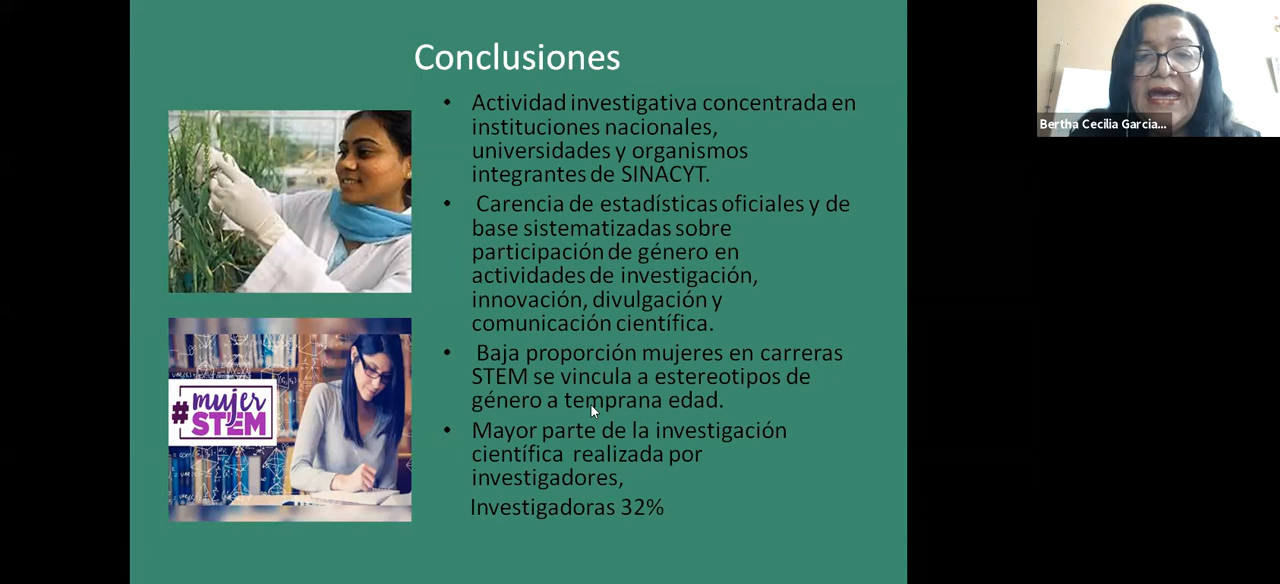 Conclusiones
• Actividad investigativa concentrada en
instituciones nacionales,
universidades y organismos
integrantes de SINACYT.
• Carencia de estadísticas oficiales y de
base sistematizadas sobre
participación de género en
actividades de investigación,
innovación, divulgación y
comunicación científica.
• Baja proporción mujeres en carreras
STEM se vincula a estereotipos de
género a temprana edad.
• Mayor parte de la investigación
científica realizada por
investigadores,
Investigadoras 32%
#mujer
STEM
Bertha Cecilia Garcia...